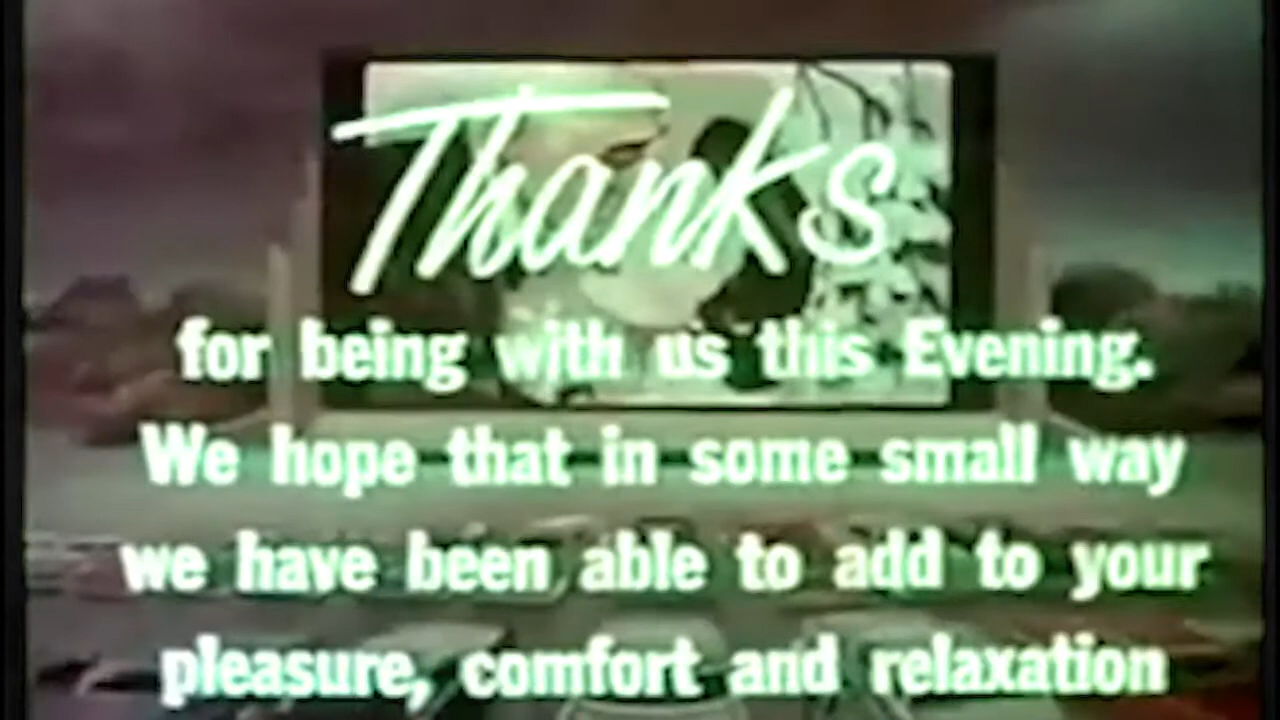 Thanks
for being with us this Evening.
We hope that in some small way
we have been able to add to your
pleasure, comfort and relaxation